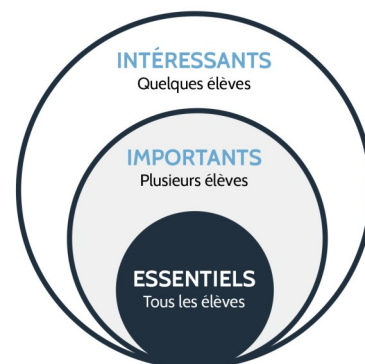 INTÉRESSANTS
Quelques élèves
IMPORTANTS
Plusieurs élèves
ESSENTIELS
Tous les élèves